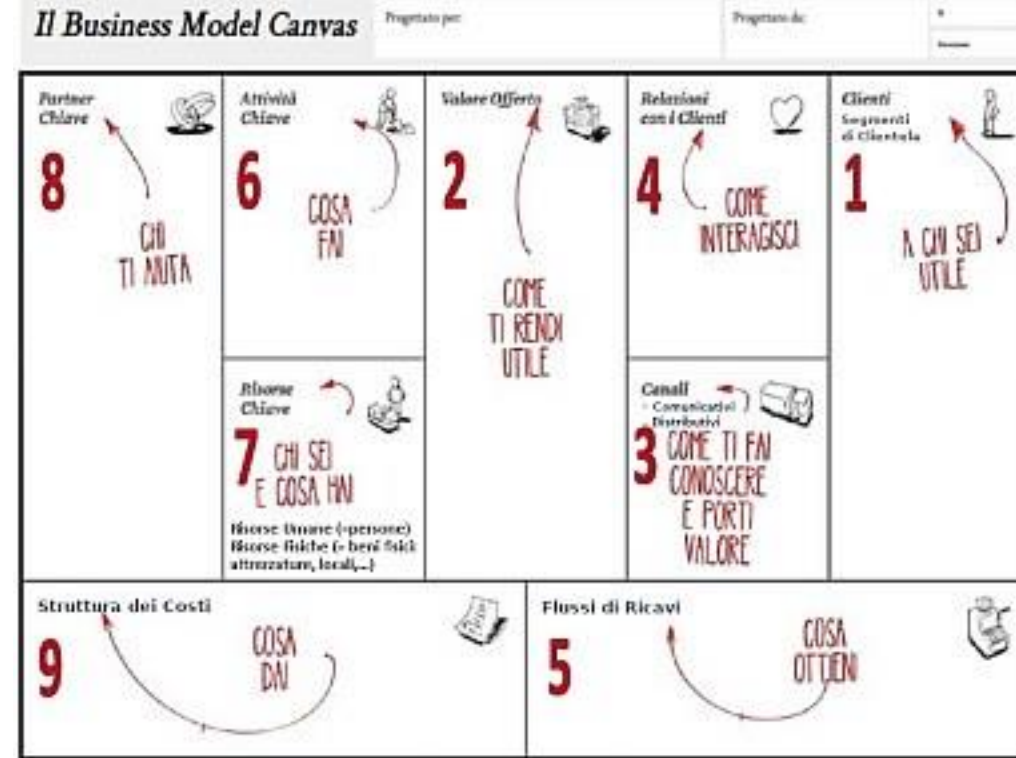 Il Business Model Canvas
Progettato per:
Progettato da:
Partner
Chiave
8
CHI
TI AIUTA
Attività
Chiave
6
COSA
FAI
Valore Offerto
2
COME
TI RENDI
UTILE
Relazioni
con i Clienti
4
COME
INTERAGISCI
Clienti
Segmenti
di Clientela
1
A CHI SEI
UTILE
Risorse
Chiave
7
CHI SEI
E COSA HAI
Risorse Umane (=persone)
Risorse Fisiche (= beni fisici:
attrezzature, locali,...)
Canali
- Comunicativi
Distributivi
3
COME TI FAI
CONOSCERE
E PORTI
VALORE
Struttura dei Costi
9
COSA
DAI
Flussi di Ricavi
5
COSA
OTTIENI